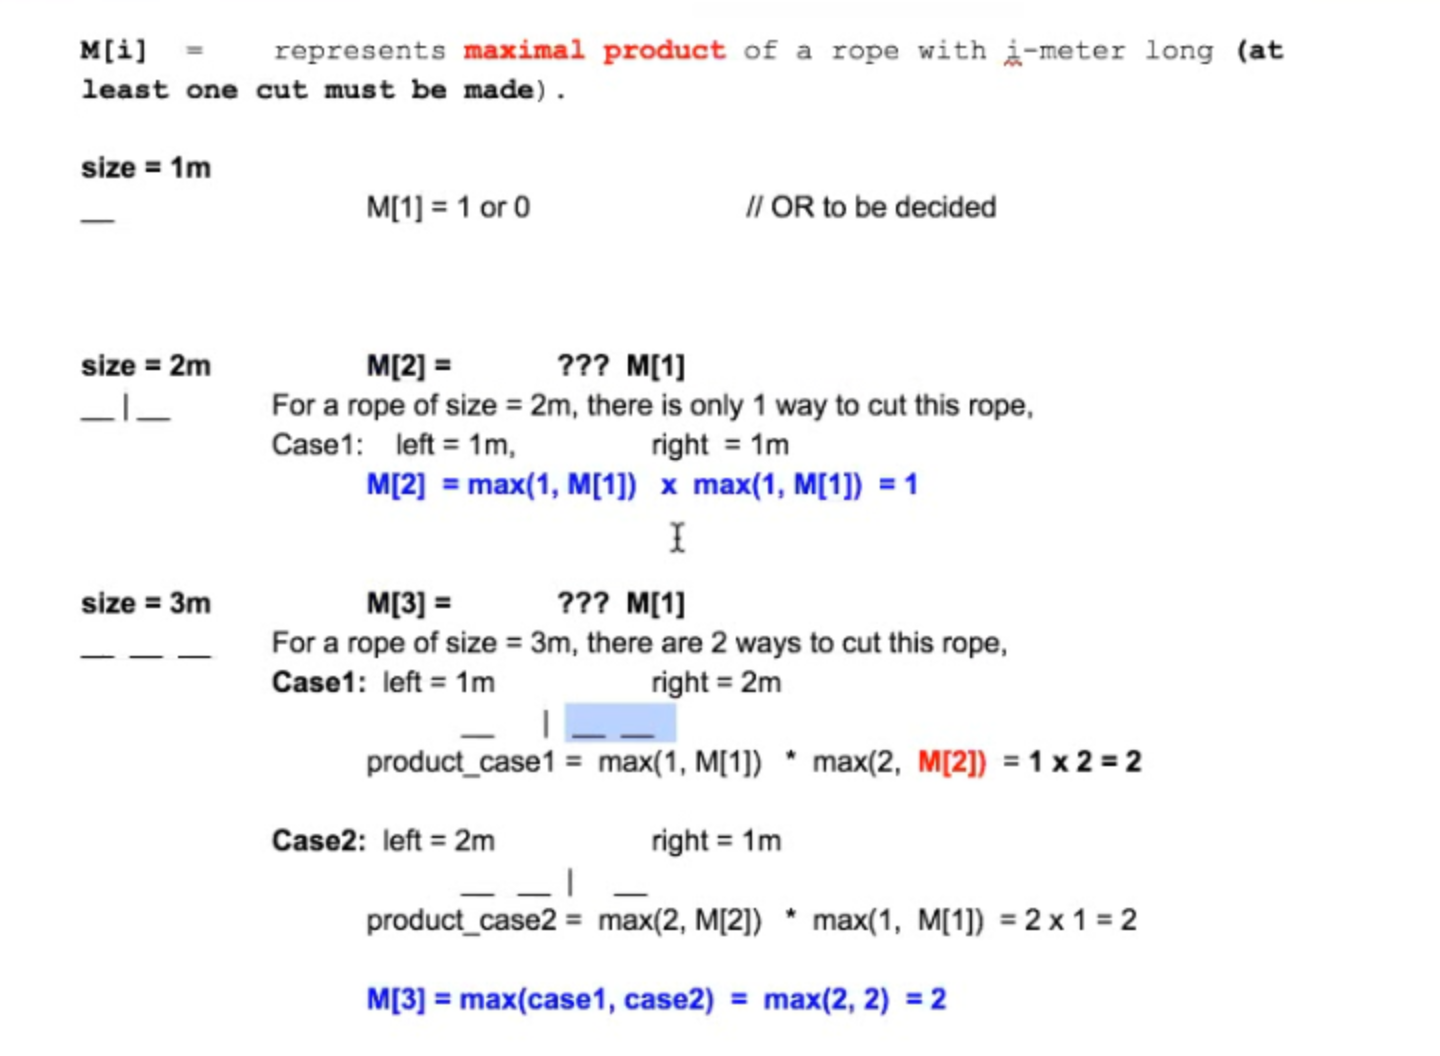 M[i] = represents maximal product of a rope with i-meter long (at
least one cut must be made).
size = 1m
__ M[1] = 1 or 0 // OR to be decided
size = 2m M[2] = ??? M[1]
__|__ For a rope of size = 2m, there is only 1 way to cut this rope,
Case1: left = 1m, right = 1m
M[2] = max(1, M[1]) x max(1, M[1]) = 1
size = 3m M[3] = ??? M[1]
__ __ __ For a rope of size = 3m, there are 2 ways to cut this rope,
Case1: left = 1m right = 2m
__ | __ __
product_case1 = max(1, M[1]) * max(2, M[2]) = 1 x 2 = 2
Case2: left = 2m right = 1m
__ __ | __
product_case2 = max(2, M[2]) * max(1, M[1]) = 2 x 1 = 2
M[3] = max(case1, case2) = max(2, 2) = 2